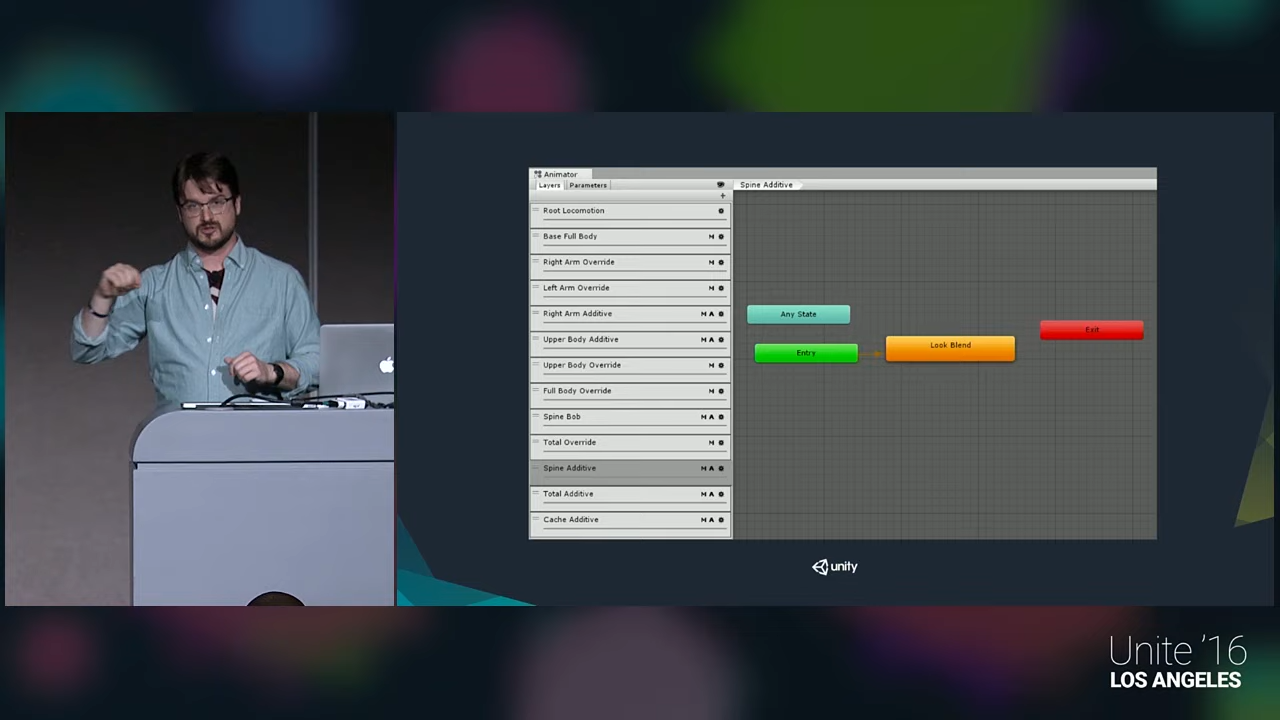 Animator
Layers Parameters
Spine Additive
Root Locomotion
Base Full Body M
Right Arm Override M
Left Arm Override M
Right Arm Additive M A
Upper Body Additive M A
Upper Body Override M
Full Body Override M
Spine Bob M A
Total Override M
Spine Additive M A
Total Additive M A
Cache Additive M A
Any State
Entry
Look Blend
Exit
unity
Unite '16
LOS ANGELES